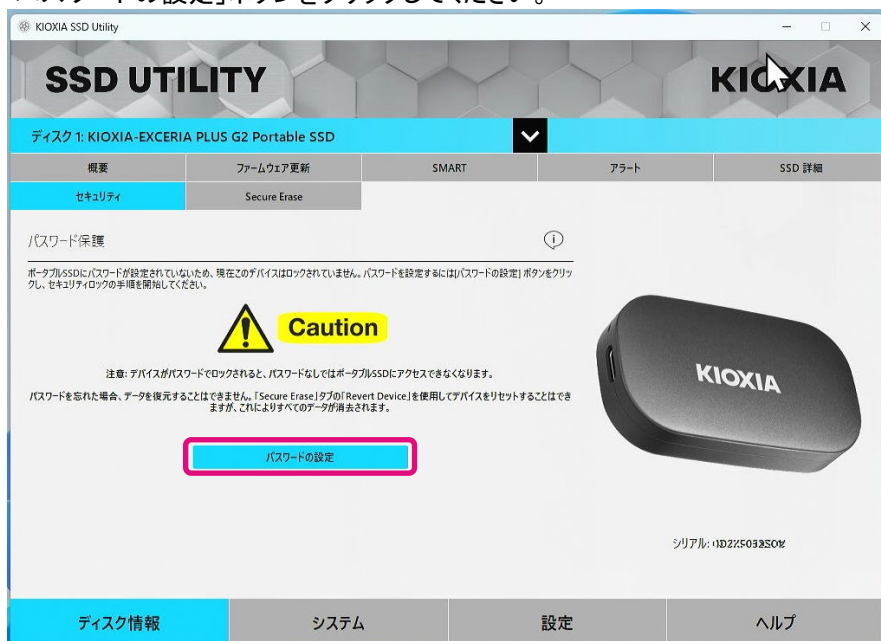 パスワードの設定]ボタンをクリックしてください。
KIOXIA SSD Utility
SSD UTILITY
KIOXIA
ディスク 1: KIOXIA-EXCERIA PLUS G2 Portable SSD
概要
ファームウェア更新
SMART
アラート
SSD 詳細
セキュリティ
Secure Erase
パスワード保護
ポータブルSSDにパスワードが設定されていないため、現在このデバイスはロックされていません。パスワードを設定するには[パスワードの設定] ボタンをクリッ
クし、セキュリティロックの手順を開始してください。
Caution
注意: デバイスがパスワードでロックされると、パスワードなしではポータブルSSDにアクセスできなくなります。
パスワードを忘れた場合、データを復元することはできません。「Secure Erase」タブの「Revert Device」を使用してデバイスをリセットすることはでき
ますが、これによりすべてのデータが消去されます。
パスワードの設定
KIOXIA
シリアル:
ディスク情報
システム
設定
ヘルプ